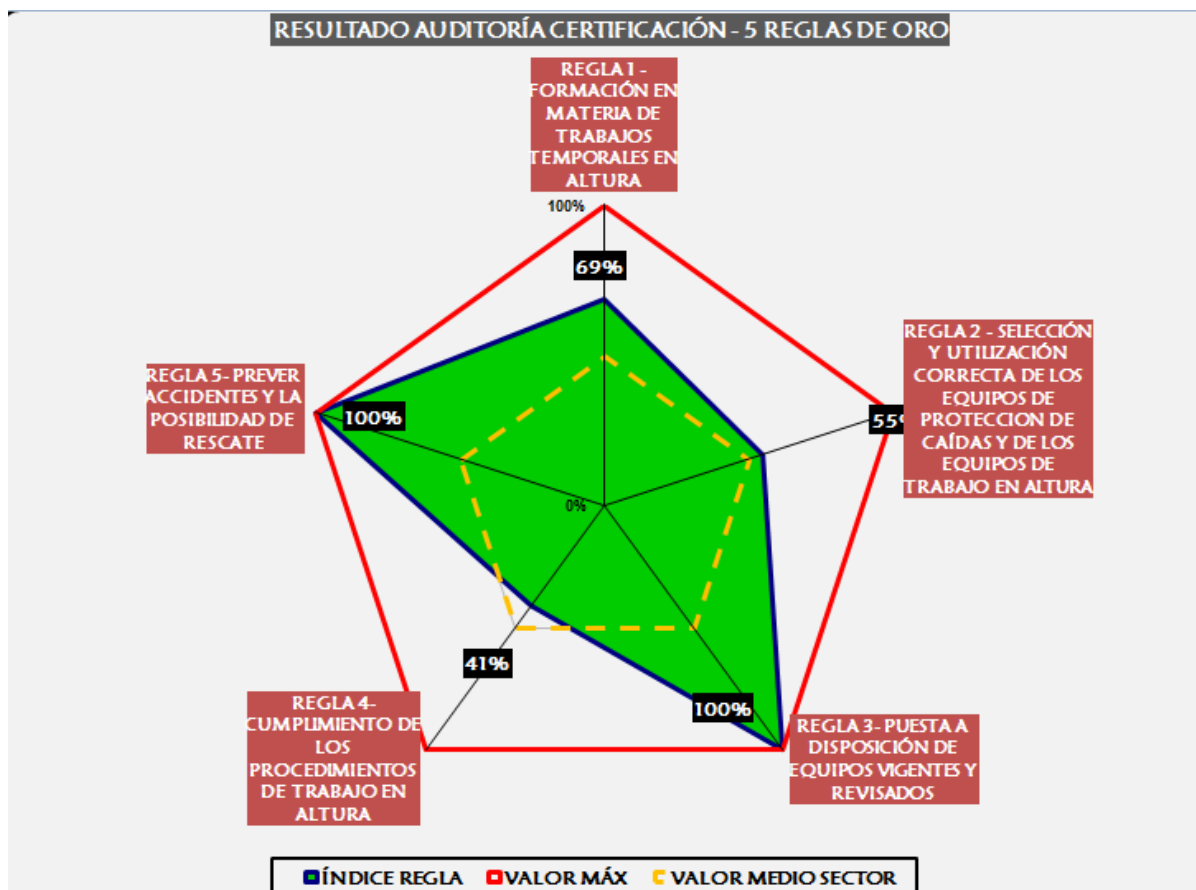 RESULTADO AUDITORÍA CERTIFICACIÓN - 5 REGLAS DE ORO
REGLA 1 -
FORMACIÓN EN
MATERIA DE
TRABAJOS
TEMPORALES EN
ALTURA
100%
69%
REGLA 2 - SELECCIÓN
Y UTILIZACIÓN
CORRECTA DE LOS
EQUIPOS DE
PROTECCION DE
CAÍDAS Y DE LOS
EQUIPOS DE
TRABAJO EN ALTURA
55%
REGLA 5- PREVER
ACCIDENTES Y LA
POSIBILIDAD DE
RESCATE
100%
0%
41%
100%
REGLA 4-
CUMPLIMIENTO DE
LOS
PROCEDIMIENTOS
DE TRABAJO EN
ALTURA
REGLA 3- PUESTA A
DISPOSICIÓN DE
EQUIPOS VIGENTES Y
REVISADOS
ÍNDICE REGLA VALOR MÁX VALOR MEDIO SECTOR